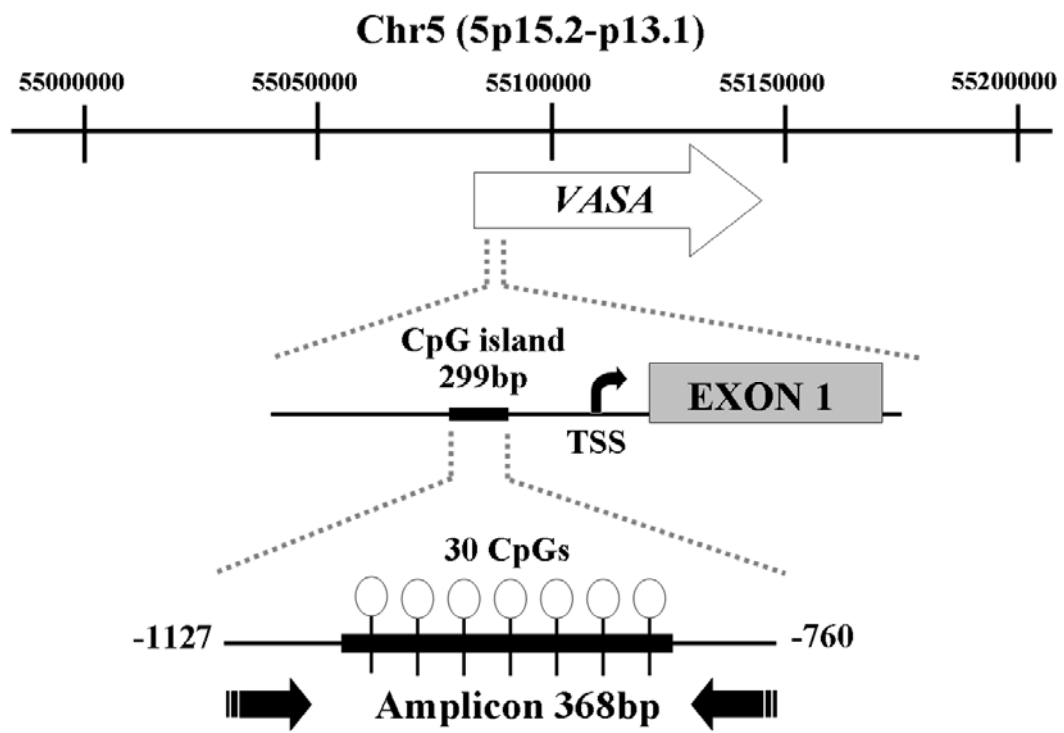 Chr5 (5p15.2-p13.1)
55000000 55050000 55100000 55150000 55200000
VASA
CpG island
299bp
EXON 1
TSS
30 CpGs
-1127 -760
Amplicon 368bp